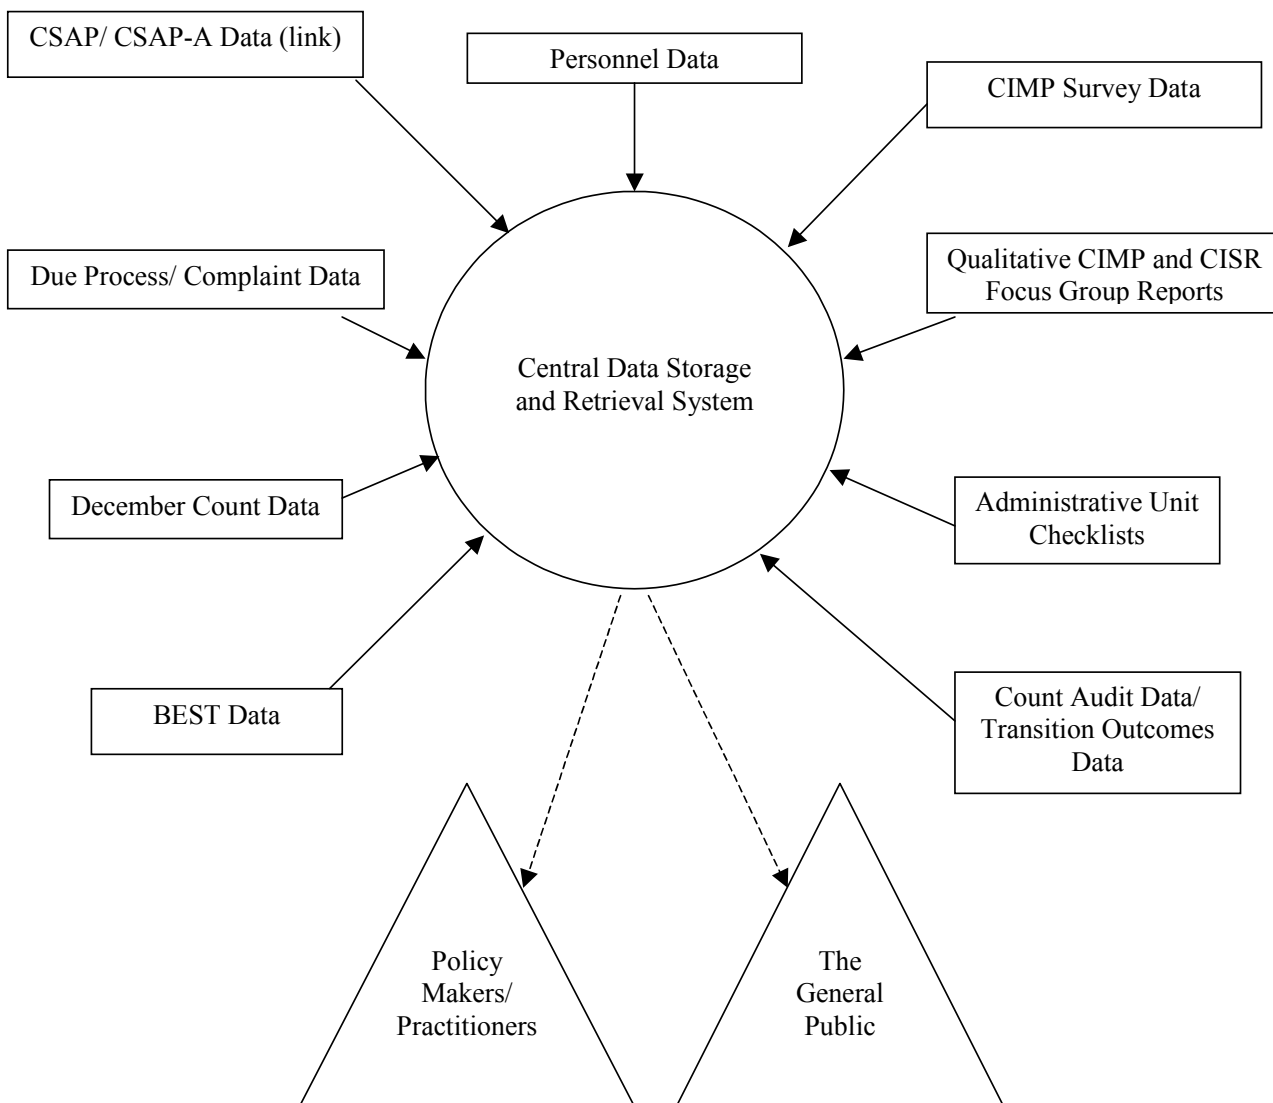 CSAP/ CSAP-A Data (link)
Personnel Data
CIMP Survey Data
Due Process/ Complaint Data
Qualitative CIMP and CISR
Focus Group Reports
Central Data Storage
and Retrieval System
December Count Data
Administrative Unit
Checklists
BEST Data
Count Audit Data/
Transition Outcomes
Data
Policy
Makers/
Practitioners
The
General
Public